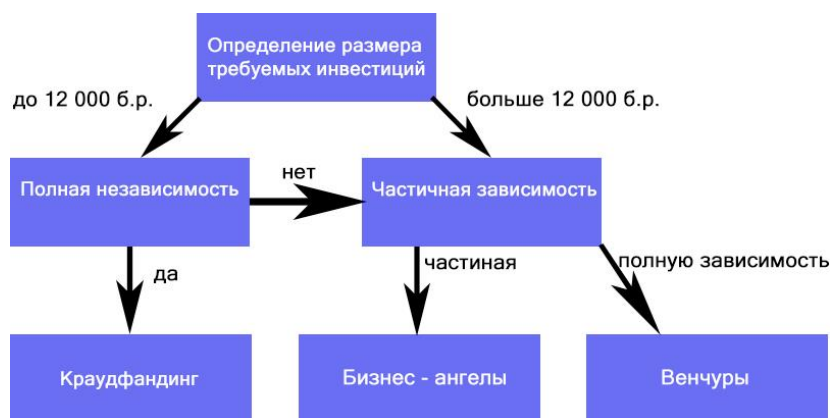 Определение размера
требуемых инвестиций
до 12 000 б.р.
больше 12 000 б.р.
Полная независимость
нет
Частичная зависимость
да
частиная
полную зависимость
Краудфандинг
Бизнес - ангелы
Венчуры